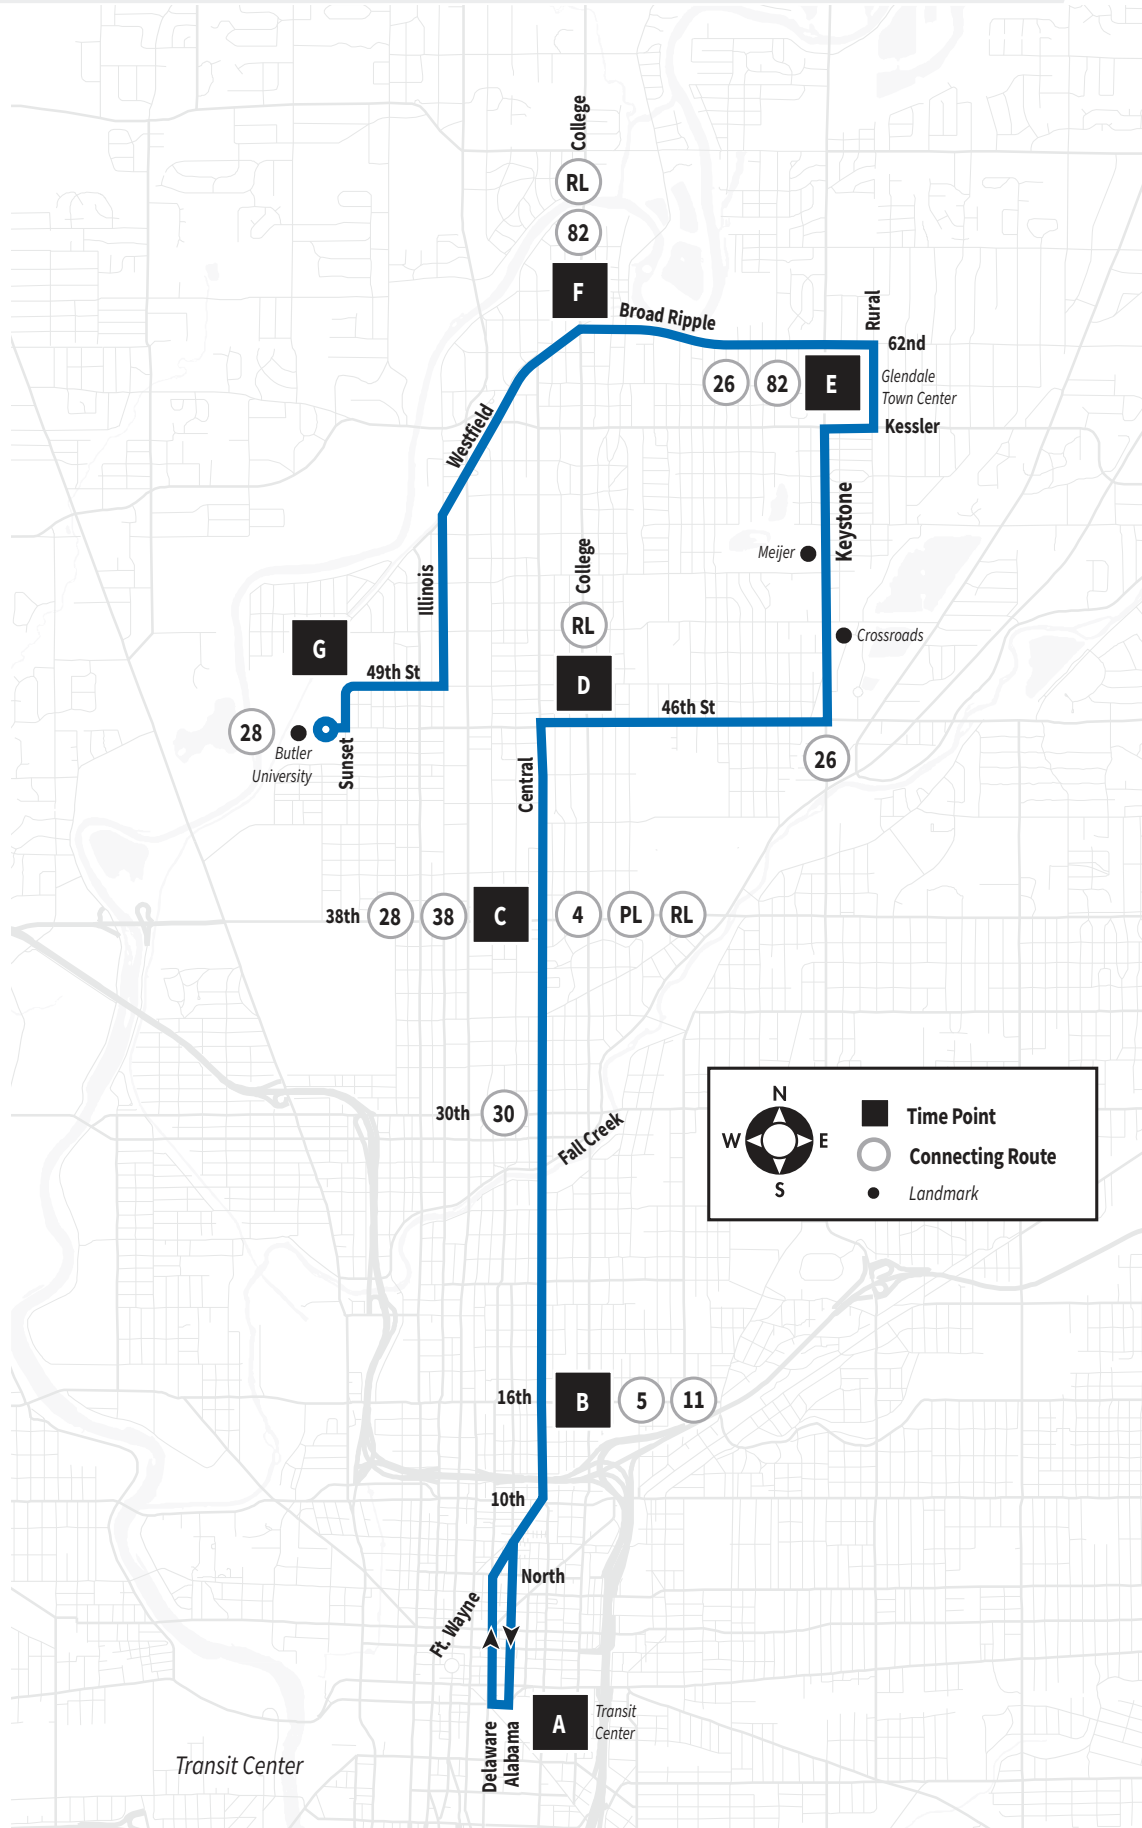 College
RL
82
F
Broad Ripple
Rural
62nd
26
82
E
Glendale
Town Center
Kessler
Westfield
Keystone
Meijer
College
Illinois
RL
Crossroads
G
D
49th St
46th St
28
Butler
University
Sunset
26
Central
38th
28
38
C
4
PL
RL
30th
30
Fall Creek
N
W
E
S
Time Point
Connecting Route
Landmark
16th
B
5
11
10th
North
Ft. Wayne
A
Transit
Center
Delaware
Alabama
Transit Center